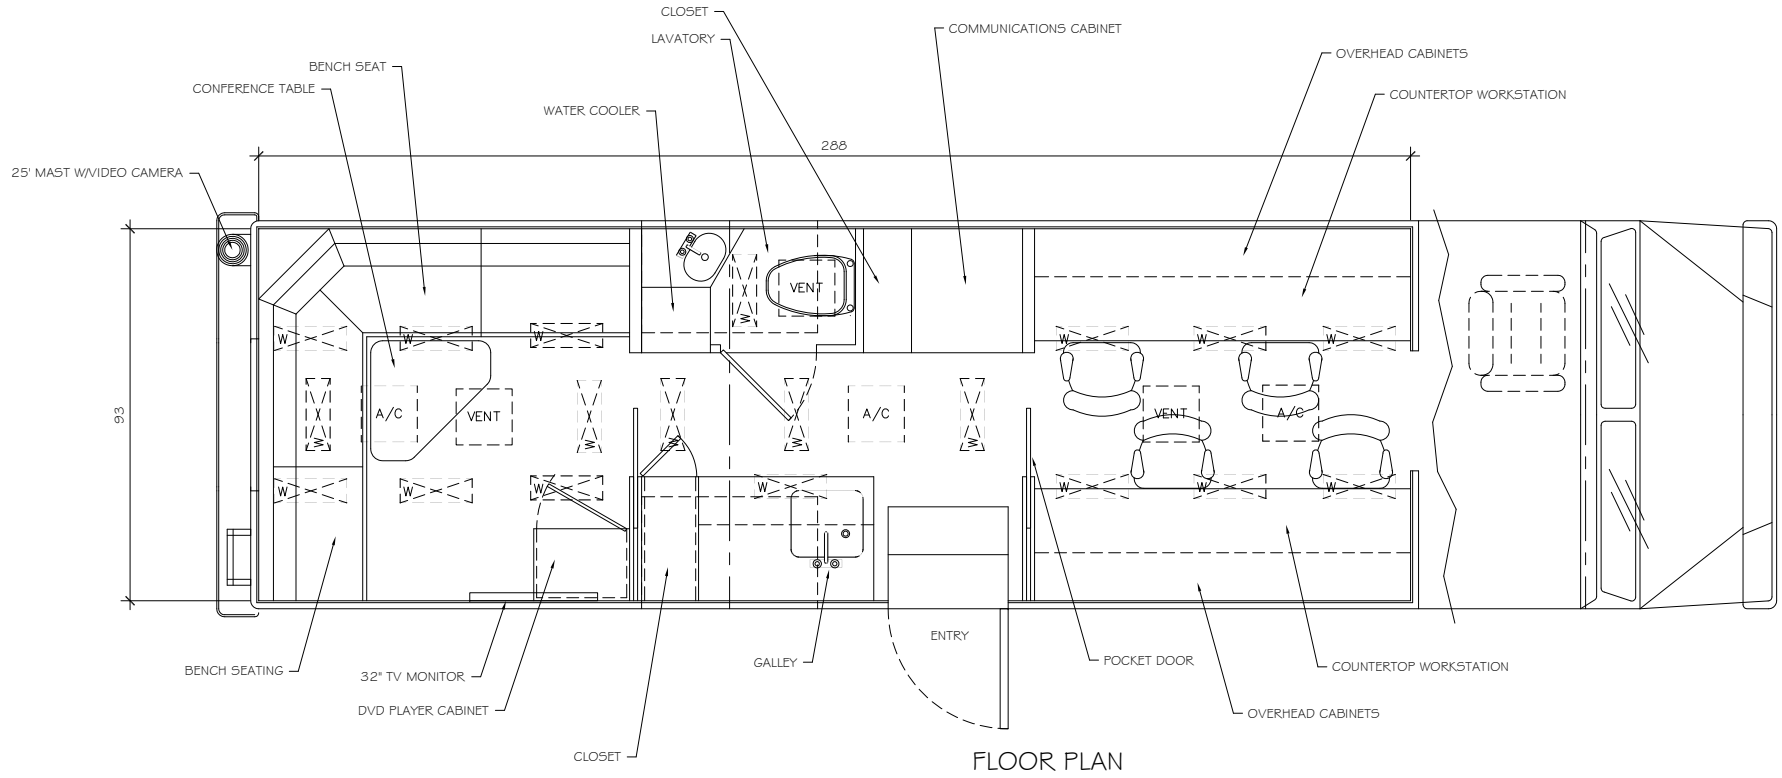 CLOSET
COMMUNICATIONS CABINET
LAVATORY
OVERHEAD CABINETS
BENCH SEAT
CONFERENCE TABLE
COUNTERTOP WORKSTATION
WATER COOLER
288
25' MAST W/VIDEO CAMERA
VENT
W
W
W
W
W
W
W
93
A/C
VENT
A/C
VENT
A/C
W
W
W
W
W
W
W
W
W
W
W
W
ENTRY
GALLEY
POCKET DOOR
COUNTERTOP WORKSTATION
BENCH SEATING
32" TV MONITOR
DVD PLAYER CABINET
OVERHEAD CABINETS
CLOSET
FLOOR PLAN